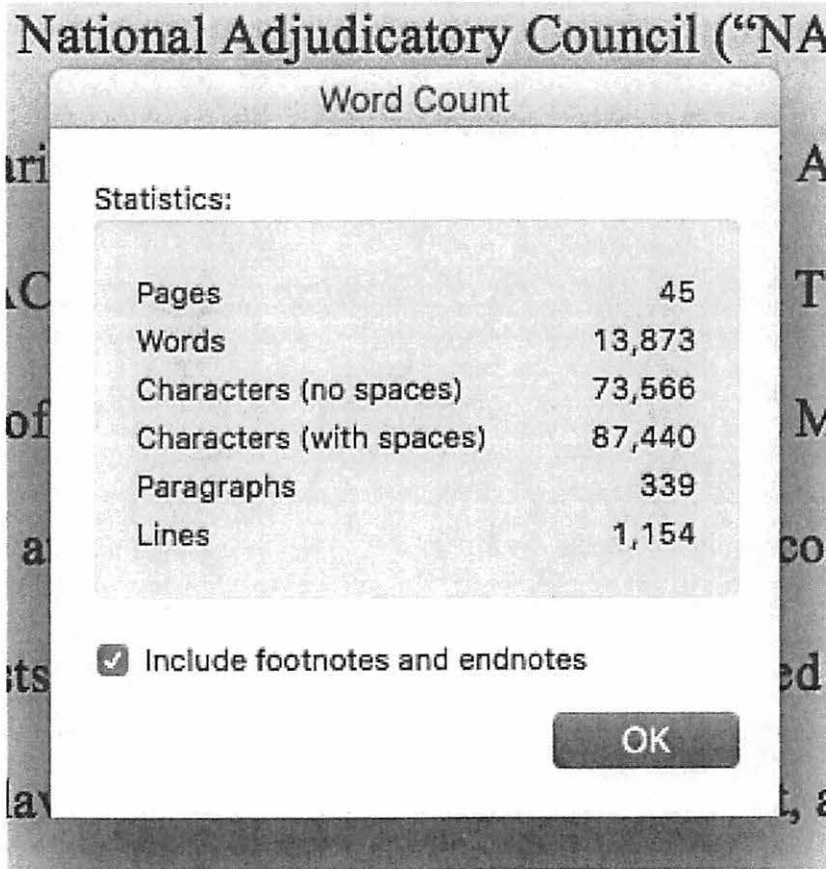 National Adjudicatory Council (“NA
Word Count
Statistics:
Pages 45
Words 13,873
Characters (no spaces) 73,566
Characters (with spaces) 87,440
Paragraphs 339
Lines 1,154
Include footnotes and endnotes
OK